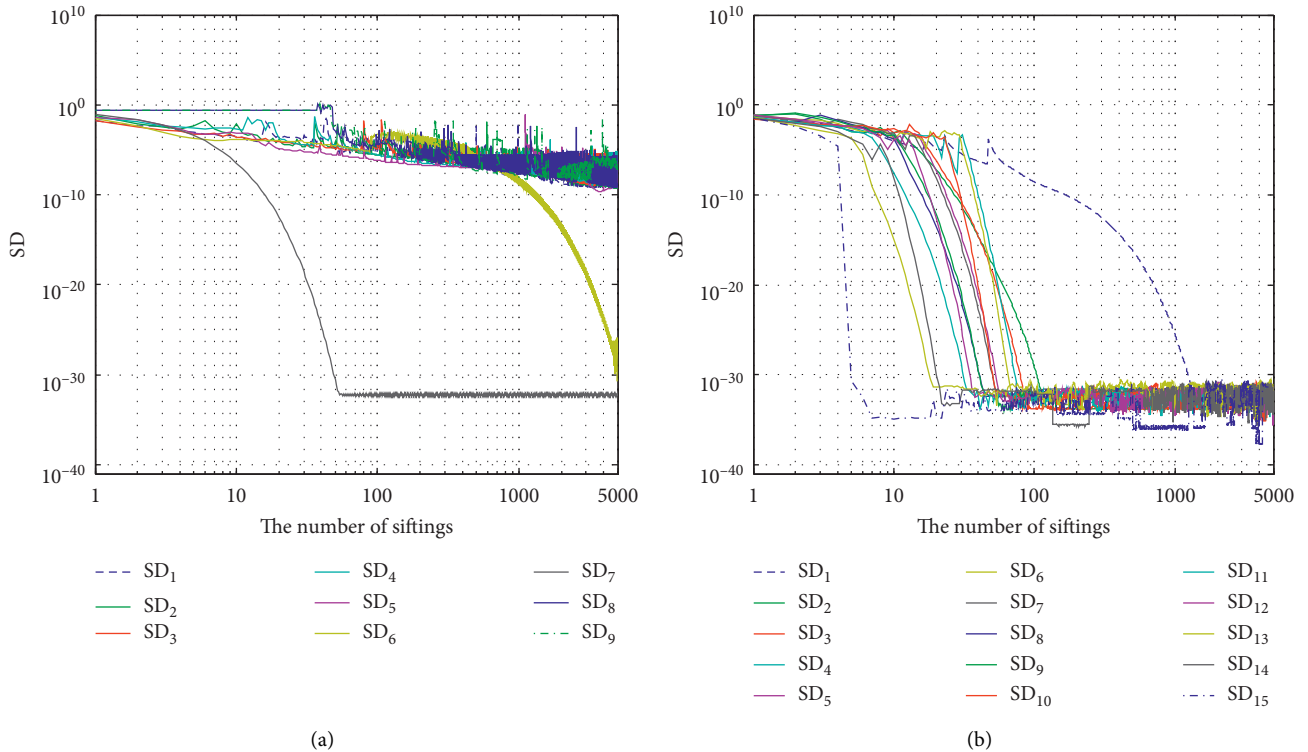 10^10
10^0
10^-10
10^-20
10^-30
10^-40
SD
1
10
100
1000
5000
The number of siftings
SD_1
SD_2
SD_3
SD_4
SD_5
SD_6
SD_7
SD_8
SD_9
(a)
10^10
10^0
10^-10
10^-20
10^-30
10^-40
SD
1
10
100
1000
5000
The number of siftings
SD_1
SD_2
SD_3
SD_4
SD_5
SD_6
SD_7
SD_8
SD_9
SD_10
SD_11
SD_12
SD_13
SD_14
SD_15
(b)